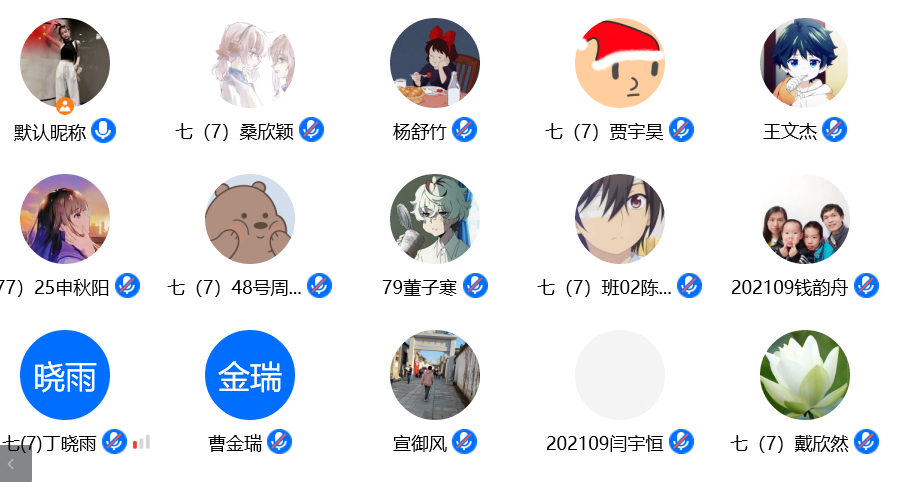 默认昵称
七（7）桑欣颖
杨舒竹
七（7）贾宇昊
王文杰
77）25申秋阳
七（7）48号周...
79董子寒
七（7）班02陈...
202109钱韵舟
晓雨
金瑞
七(7)丁晓雨
曹金瑞
宣御风
202109闫宇恒
七（7）戴欣然